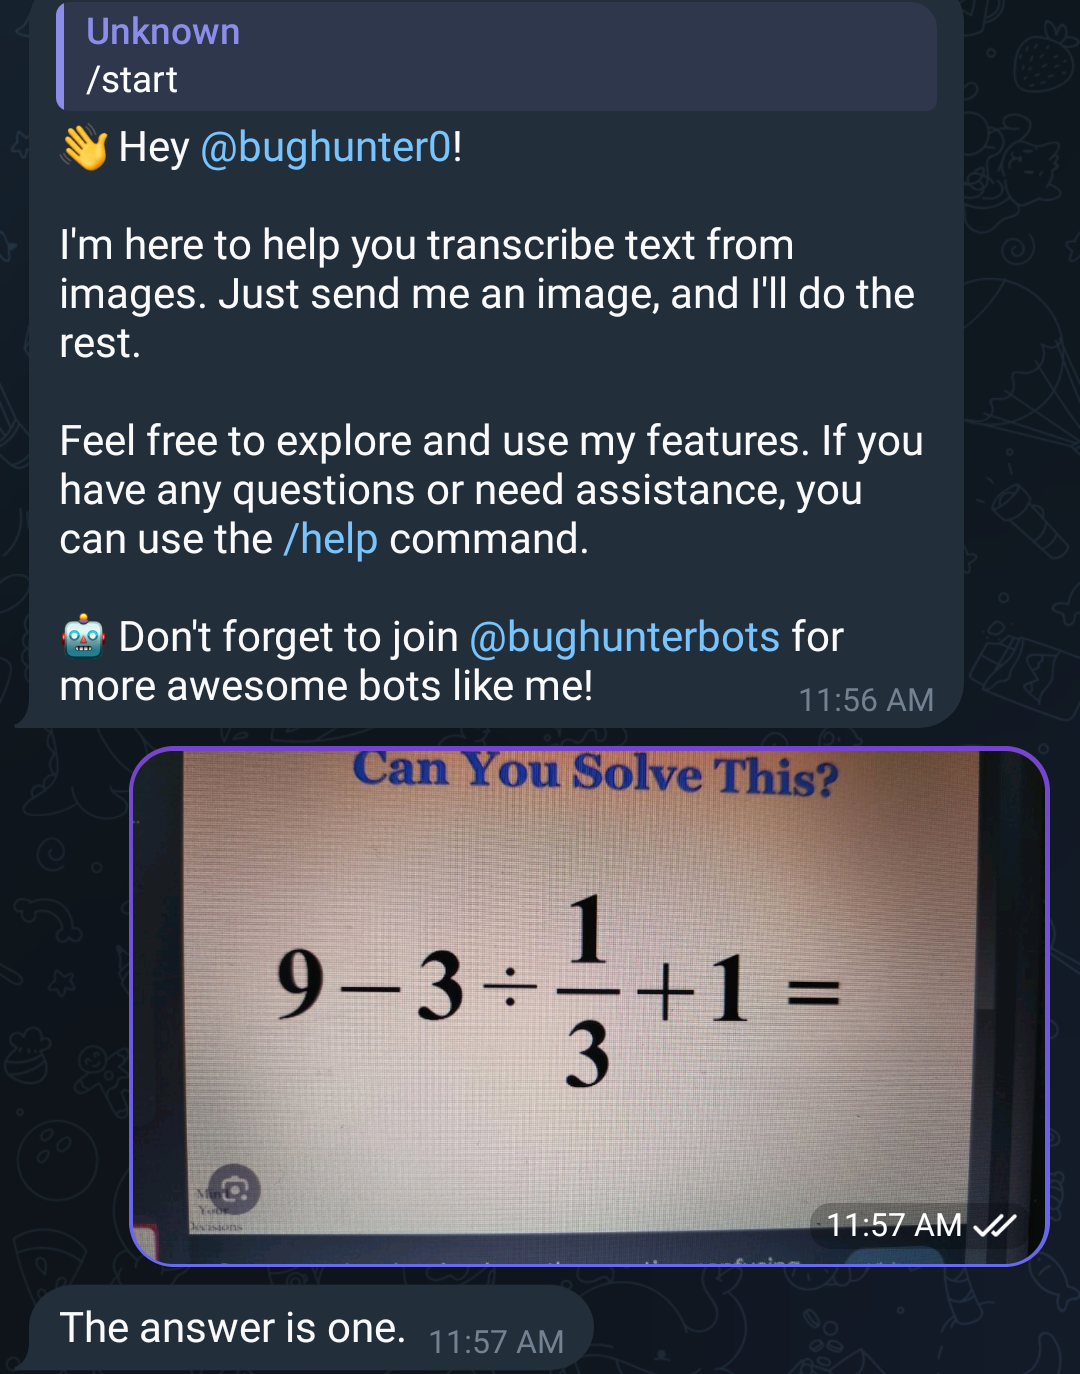 Unknown
/start
👋 Hey @bughunter0!
I'm here to help you transcribe text from
images. Just send me an image, and I'll do the
rest.
Feel free to explore and use my features. If you
have any questions or need assistance, you
can use the /help command.
🤖 Don't forget to join @bughunterbots for
more awesome bots like me!
11:56 AM
Can You Solve This?
9 – 3 ÷ 1/3 + 1 =
Your
Decisions
11:57 AM
The answer is one. 11:57 AM